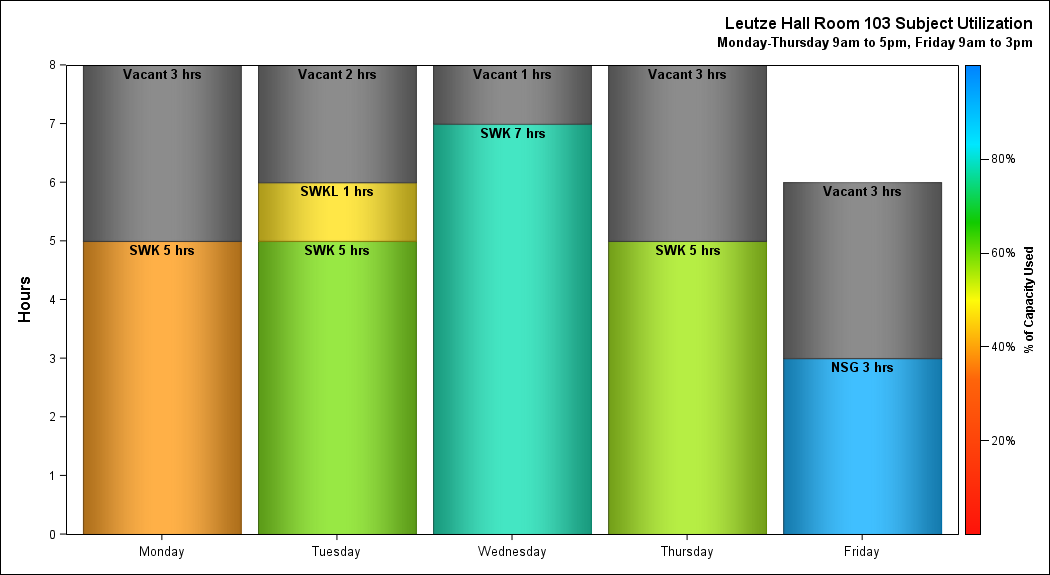 Leutze Hall Room 103 Subject Utilization
Monday-Thursday 9am to 5pm, Friday 9am to 3pm
Hours
8
7
6
5
4
3
2
1
0
Vacant 3 hrs
SWK 5 hrs
Vacant 2 hrs
SWKL 1 hrs
SWK 5 hrs
Vacant 1 hrs
SWK 7 hrs
Vacant 3 hrs
SWK 5 hrs
Vacant 3 hrs
NSG 3 hrs
Monday
Tuesday
Wednesday
Thursday
Friday
80%
60%
40%
20%
% of Capacity Used